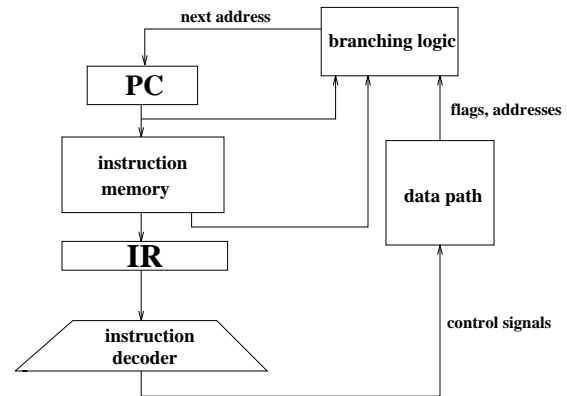 next address
branching logic
PC
flags, addresses
instruction
memory
data path
IR
control signals
instruction
decoder